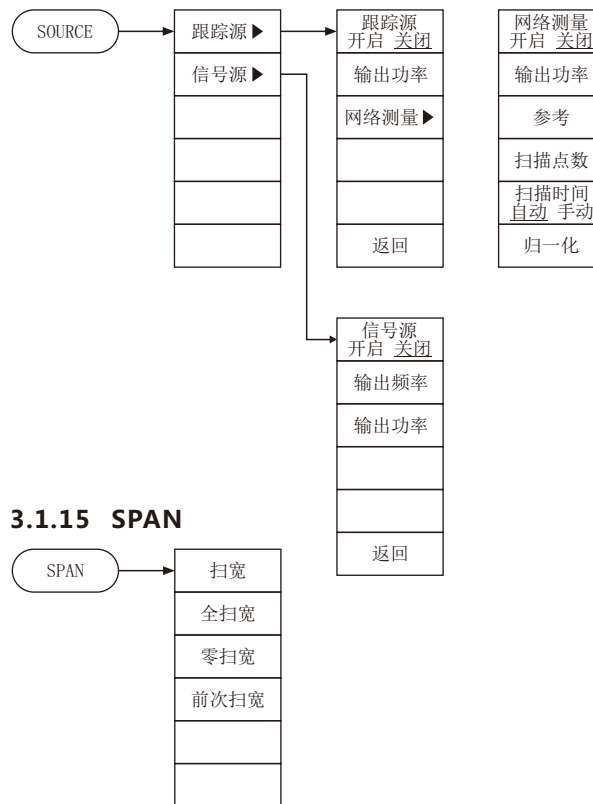 SOURCE
跟踪源▶
信号源▶
跟踪源
开启 关闭
输出功率
网络测量▶
返回
网络测量
开启 关闭
输出功率
参考
扫描点数
扫描时间
自动 手动
归一化
信号源
开启 关闭
输出频率
输出功率
返回
3.1.15 SPAN
SPAN
扫宽
全扫宽
零扫宽
前次扫宽